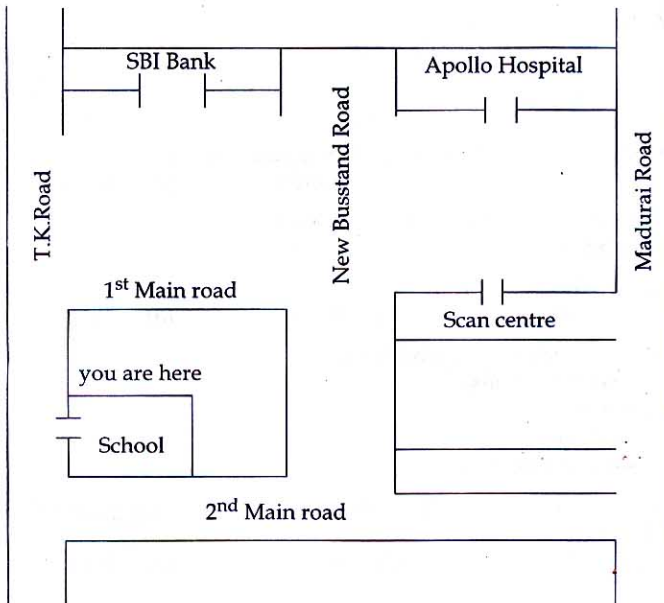 SBI Bank
Apollo Hospital
T.K.Road
New Busstand Road
Madurai Road
1st Main road
Scan centre
you are here
School
2nd Main road